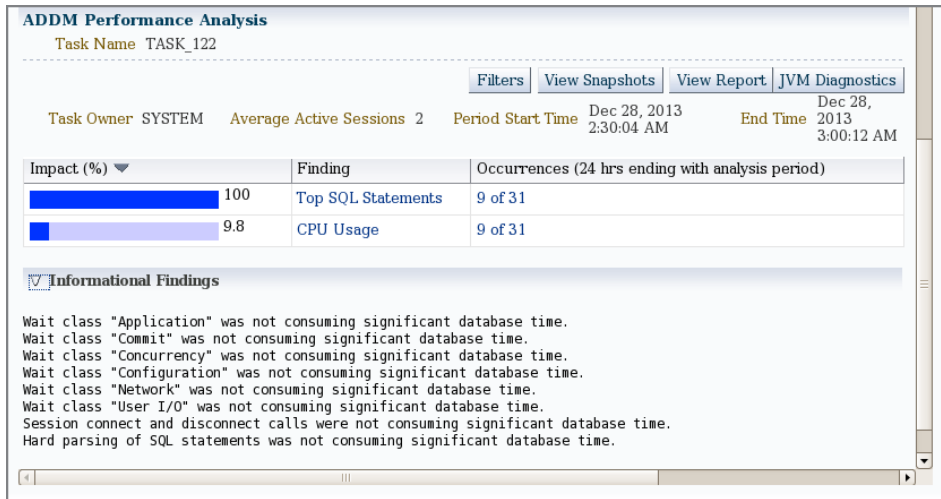 ADDM Performance Analysis
Task Name TASK_122
Filters View Snapshots View Report JVM Diagnostics
Task Owner SYSTEM Average Active Sessions 2 Period Start Time Dec 28, 2013 2:30:04 AM End Time Dec 28, 2013 3:00:12 AM
Impact (%) Finding Occurrences (24 hrs ending with analysis period)
100 Top SQL Statements 9 of 31
9.8 CPU Usage 9 of 31
Informational Findings
Wait class "Application" was not consuming significant database time.
Wait class "Commit" was not consuming significant database time.
Wait class "Concurrency" was not consuming significant database time.
Wait class "Configuration" was not consuming significant database time.
Wait class "Network" was not consuming significant database time.
Wait class "User I/O" was not consuming significant database time.
Session connect and disconnect calls were not consuming significant database time.
Hard parsing of SQL statements was not consuming significant database time.